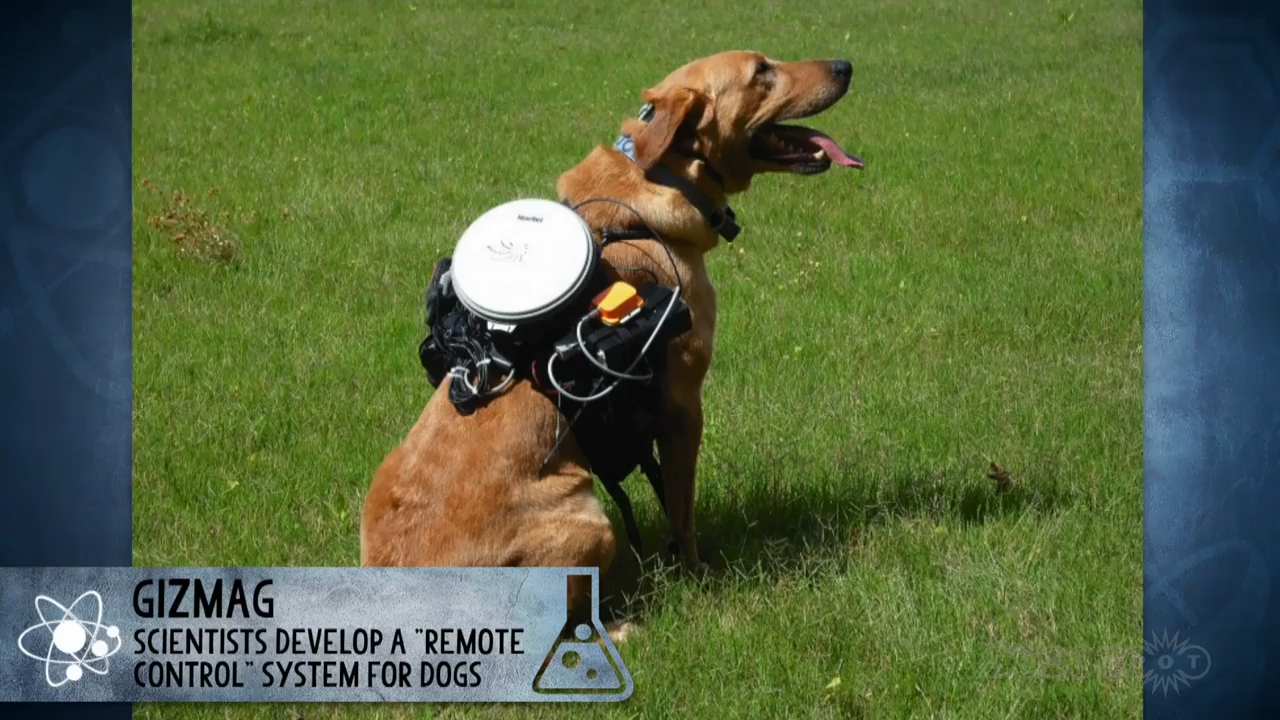 GIZMAG
SCIENTISTS DEVELOP A "REMOTE
CONTROL" SYSTEM FOR DOGS